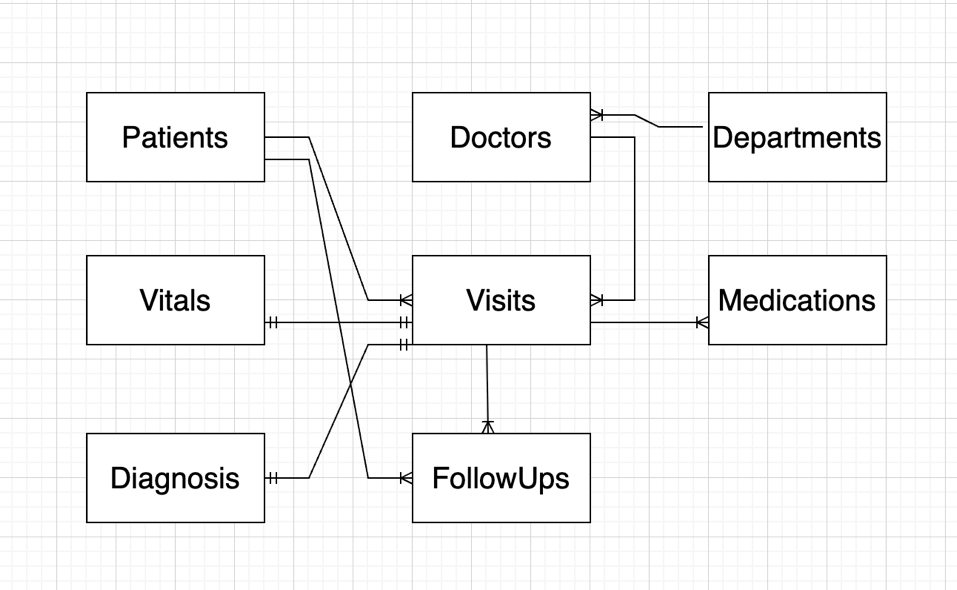 Patients
Doctors
Departments
Vitals
Visits
Medications
Diagnosis
FollowUps